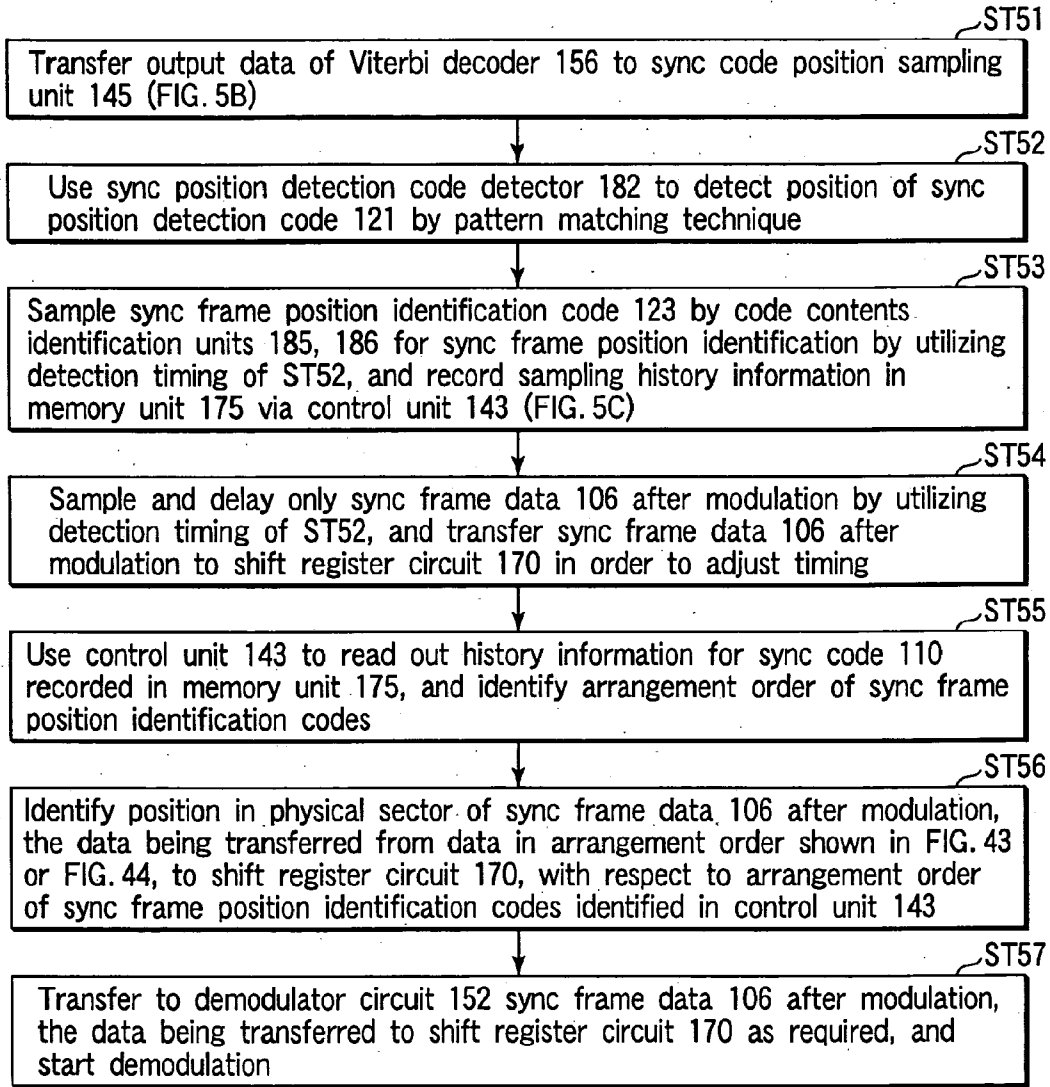 ST51
Transfer output data of Viterbi decoder 156 to sync code position sampling
unit 145 (FIG. 5B)
ST52
Use sync position detection code detector 182 to detect position of sync
position detection code 121 by pattern matching technique
ST53
Sample sync frame position identification code 123 by code contents
identification units 185, 186 for sync frame position identification by utilizing
detection timing of ST52, and record sampling history information in
memory unit 175 via control unit 143 (FIG. 5C)
ST54
Sample and delay only sync frame data 106 after modulation by utilizing
detection timing of ST52, and transfer sync frame data 106 after
modulation to shift register circuit 170 in order to adjust timing
ST55
Use control unit 143 to read out history information for sync code 110
recorded in memory unit 175, and identify arrangement order of sync frame
position identification codes
ST56
Identify position in physical sector of sync frame data 106 after modulation,
the data being transferred from data in arrangement order shown in FIG. 43
or FIG. 44, to shift register circuit 170, with respect to arrangement order
of sync frame position identification codes identified in control unit 143
ST57
Transfer to demodulator circuit 152 sync frame data 106 after modulation,
the data being transferred to shift register circuit 170 as required, and
start demodulation